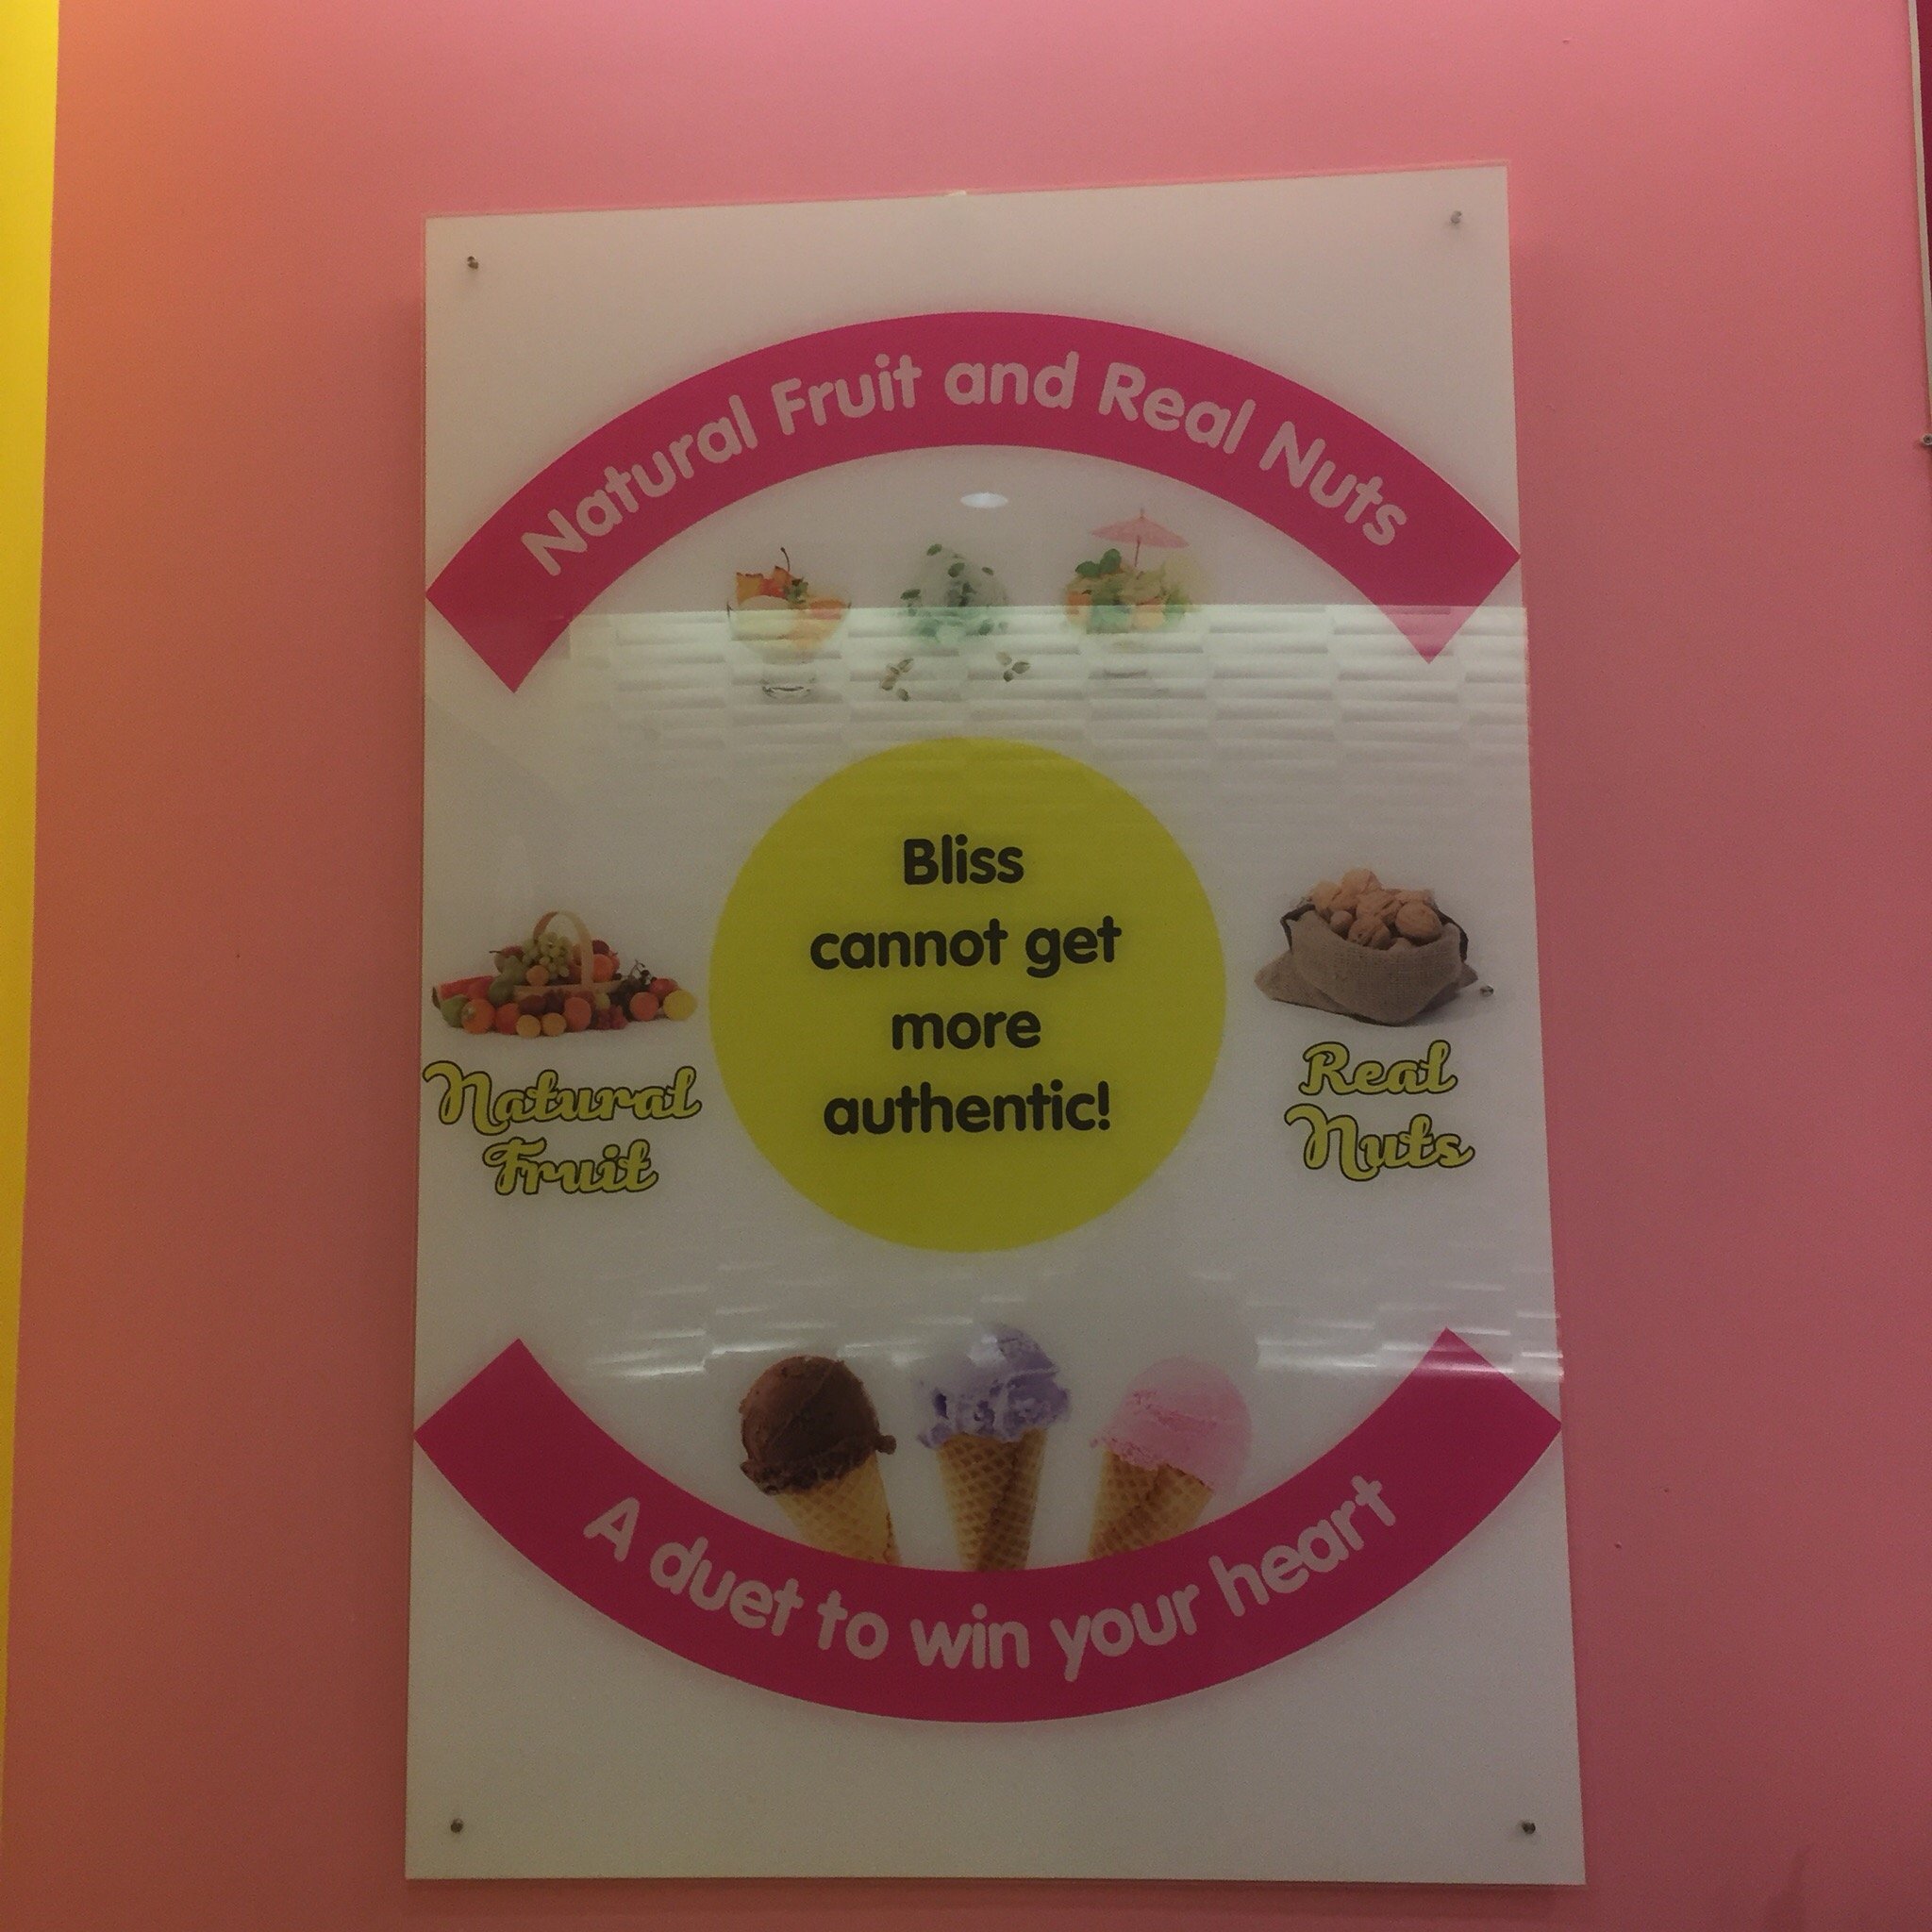 Natural Fruit and Real Nuts
Bliss
cannot get
more
authentic!
Natural
Fruit
Real
Nuts
A duet to win your heart